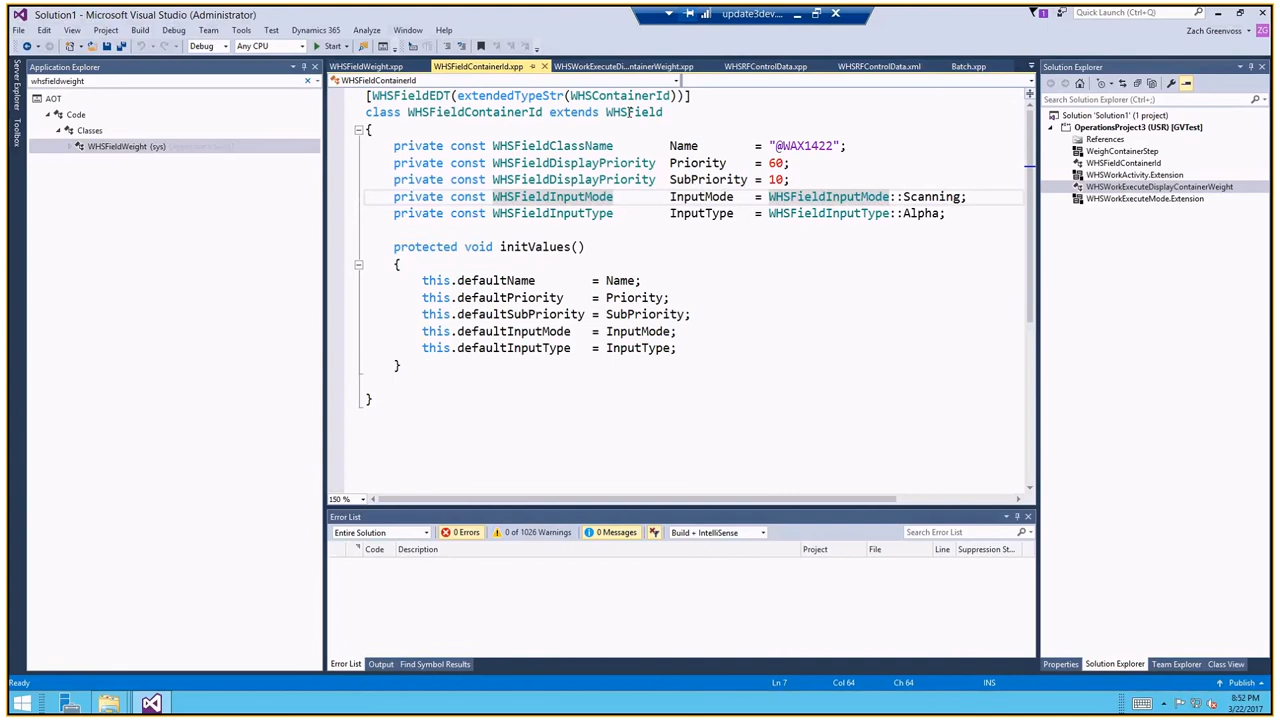 Solution1 - Microsoft Visual Studio (Administrator)
update3dev.
1
Quick Launch (Ctrl+Q)
File Edit View Project Build Debug Team Tools Test Dynamics 365 Analyze Window Help
Zach Greenvoss
ZG
Debug Any CPU Start
Application Explorer
whsfieldweight
AOT
Code
Classes
WHSFieldWeight (sys)
Server Explorer
Toolbox
WHSFieldWeight.xpp WHSFieldContainerId.xpp WHSWorkExecuteDi...ntainerWeight.xpp WHSRFControlData.xpp WHSRFControlData.xml Batch.xpp
WHSFieldContainerId
[WHSFieldEDT(extendedTypeStr(WHSContainerId))]
class WHSFieldContainerId extends WHSField
{
private const WHSFieldClassName Name = "@WAX1422";
private const WHSFieldDisplayPriority Priority = 60;
private const WHSFieldDisplayPriority SubPriority = 10;
private const WHSFieldInputMode InputMode = WHSFieldInputMode::Scanning;
private const WHSFieldInputType InputType = WHSFieldInputType::Alpha;
protected void initValues()
{
this.defaultName = Name;
this.defaultPriority = Priority;
this.defaultSubPriority = SubPriority;
this.defaultInputMode = InputMode;
this.defaultInputType = InputType;
}
}
150 %
Error List
Entire Solution 0 Errors 0 of 1026 Warnings 0 Messages Build + IntelliSense Search Error List
Code Description Project File Line Suppression St...
Error List Output Find Symbol Results
Solution Explorer
Search Solution Explorer (Ctrl+;)
Solution 'Solution1' (1 project)
OperationsProject3 (USR) [GVTest]
References
WeighContainerStep
WHSFieldContainerId
WHSWorkActivity.Extension
WHSWorkExecuteDisplayContainerWeight
WHSWorkExecuteMode.Extension
Properties Solution Explorer Team Explorer Class View
Ready Ln 7 Col 64 Ch 64 INS Publish
8:52 PM
3/22/2017